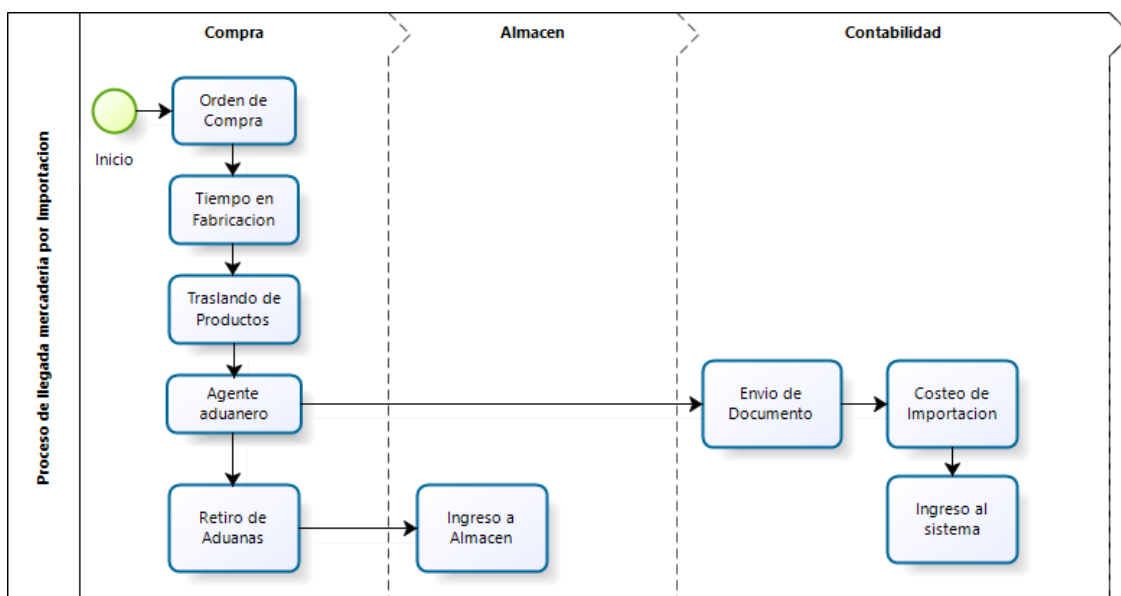 Proceso de llegada mercaderia por Importacion
Compra
Almacen
Contabilidad
Inicio
Orden de
Compra
Tiempo en
Fabricacion
Traslando de
Productos
Agente
aduanero
Envio de
Documento
Costeo de
Importacion
Retiro de
Aduanas
Ingreso a
Almacen
Ingreso al
sistema